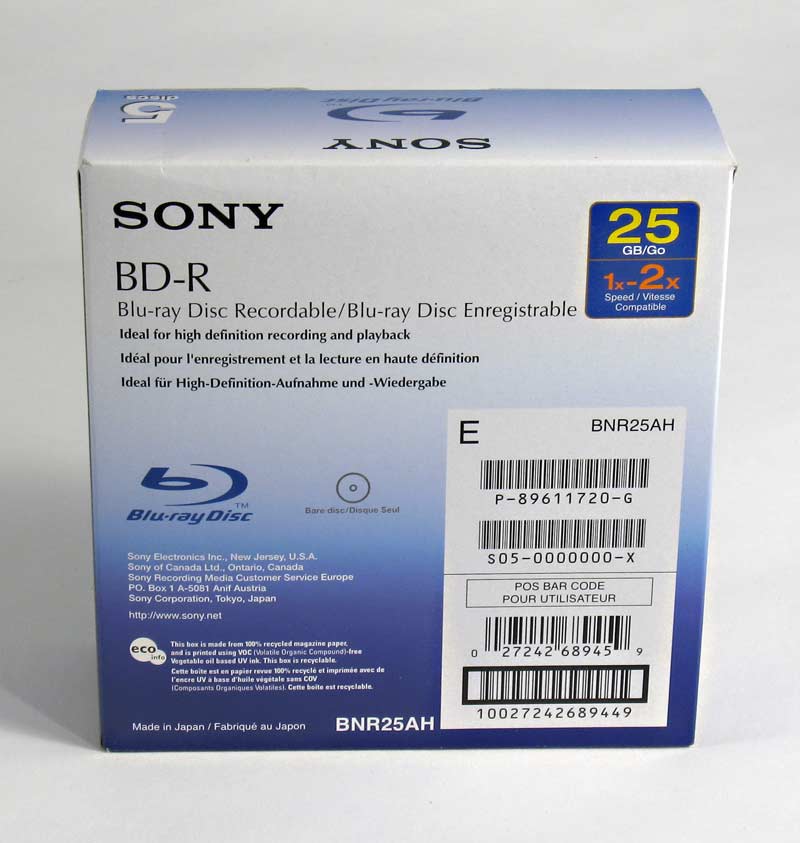 5
discs
Blu-ray Disc
TM
SONY
SONY
BD-R
Blu-ray Disc Recordable/Blu-ray Disc Enregistrable
Ideal for high definition recording and playback
Idéal pour l'enregistrement et la lecture en haute définition
Ideal für High-Definition-Aufnahme und -Wiedergabe
25
GB/Go
1x-2x
Speed / Vitesse
Compatible
Blu-ray Disc
TM
Bare disc/Disque Seul
Sony Electronics Inc., New Jersey, U.S.A.
Sony of Canada Ltd., Ontario, Canada
Sony Recording Media Customer Service Europe
PO. Box 1 A-5081 Anif Austria
Sony Corporation, Tokyo, Japan
http://www.sony.net
eco
info
This box is made from 100% recycled magazine paper,
and is printed using VOC (Volatile Organic Compound)-free
Vegetable oil based UV ink. This box is recyclable.
Cette boîte est en papier revue 100% recyclé et imprimée avec de
l'encre UV à base d'huile végétale sans COV
(Composants Organiques Volatiles). Cette boîte est recyclable.
Made in Japan / Fabriqué au Japon
BNR25AH
E
BNR25AH
P-89611720-G
S05-0000000-X
POS BAR CODE
POUR UTILISATEUR
0 27242 68945 9
10027242689449